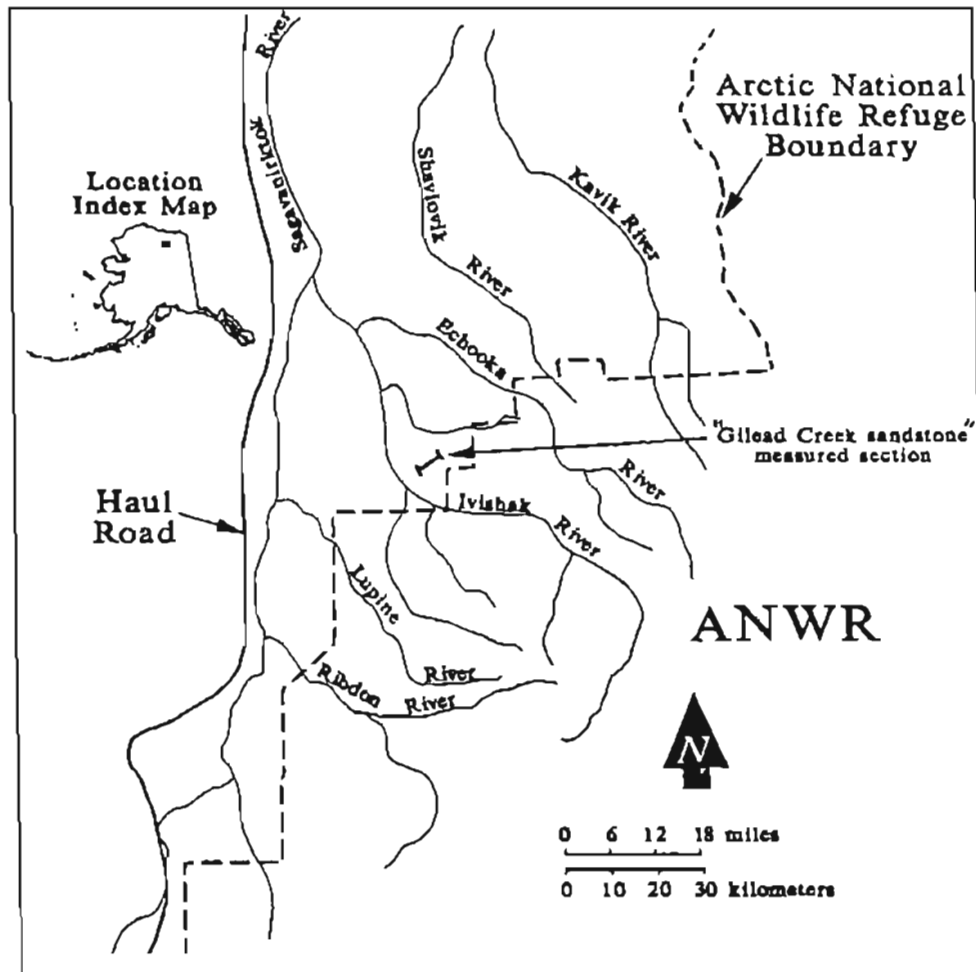 River
Sagavanirktok
Arctic National
Wildlife Refuge
Boundary
Location
Index Map
Shaviovik
River
Kavik River
Echooka
River
"Gilead Creek sandstone"
measured section
Haul
Road
Ivishak
River
Lupine
River
Ribdon
River
ANWR
N
0 6 12 18 miles
0 10 20 30 kilometers